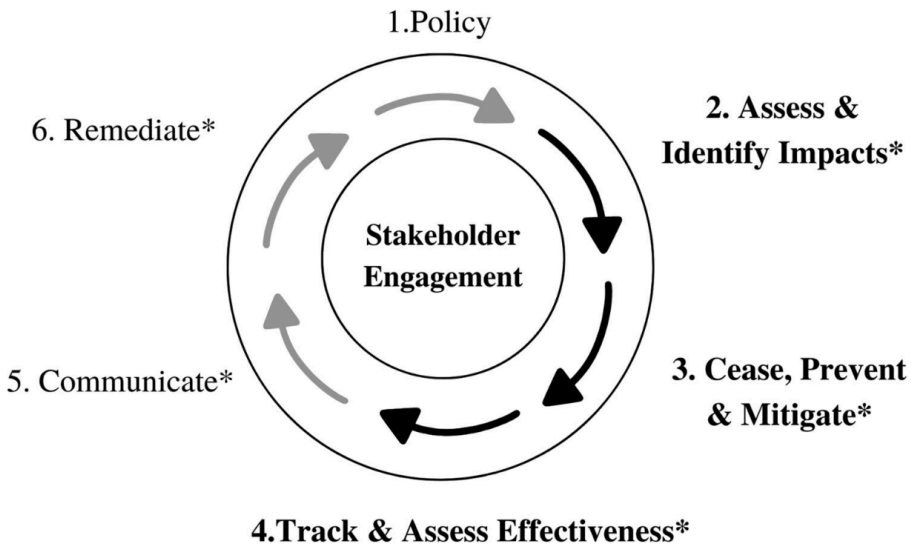 1.Policy
2. Assess &
Identify Impacts*
3. Cease, Prevent
& Mitigate*
4.Track & Assess Effectiveness*
5. Communicate*
6. Remediate*
Stakeholder
Engagement